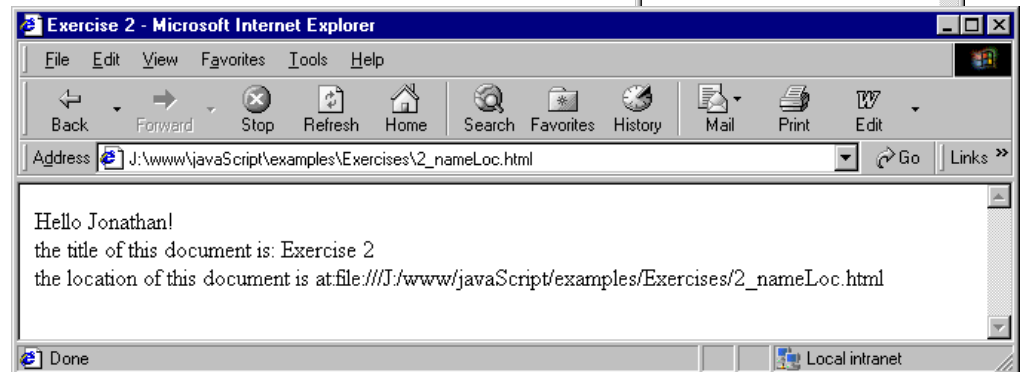 Exercise 2 - Microsoft Internet Explorer
File Edit View Favorites Tools Help
Back Forward Stop Refresh Home Search Favorites History Mail Print Edit
Address J:\www\javaScript\examples\Exercises\2_nameLoc.html Go Links »
Hello Jonathan!
the title of this document is: Exercise 2
the location of this document is at:file:///J:/www/javaScript/examples/Exercises/2_nameLoc.html
Done Local intranet